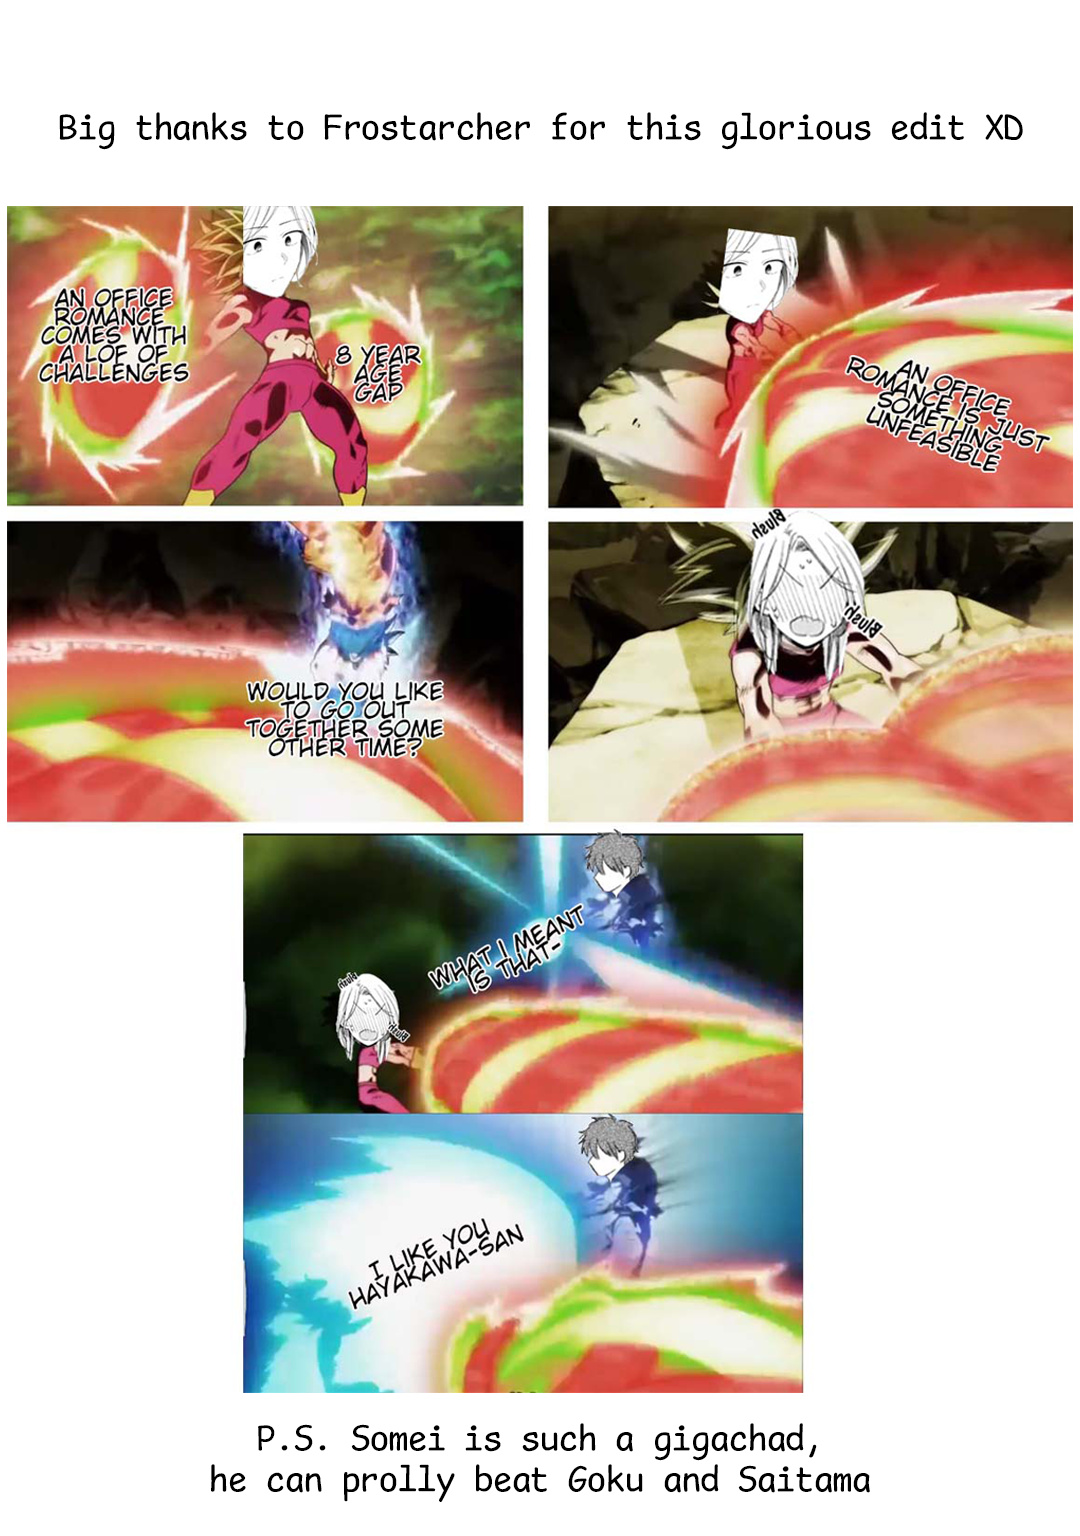 Big thanks to Frostarcher for this glorious edit XD
AN OFFICE
ROMANCE
COMES WITH
A LOF OF
CHALLENGES
8 YEAR
AGE
GAP
AN OFFICE
ROMANCE IS JUST
SOMETHING
UNFEASIBLE
WOULD YOU LIKE
TO GO OUT
TOGETHER SOME
OTHER TIME?
Blush
Blush
WHAT I MEANT
IS THAT-
Blush
Blush
I LIKE YOU
HAYAKAWA-SAN
P.S. Somei is such a gigachad,
he can prolly beat Goku and Saitama